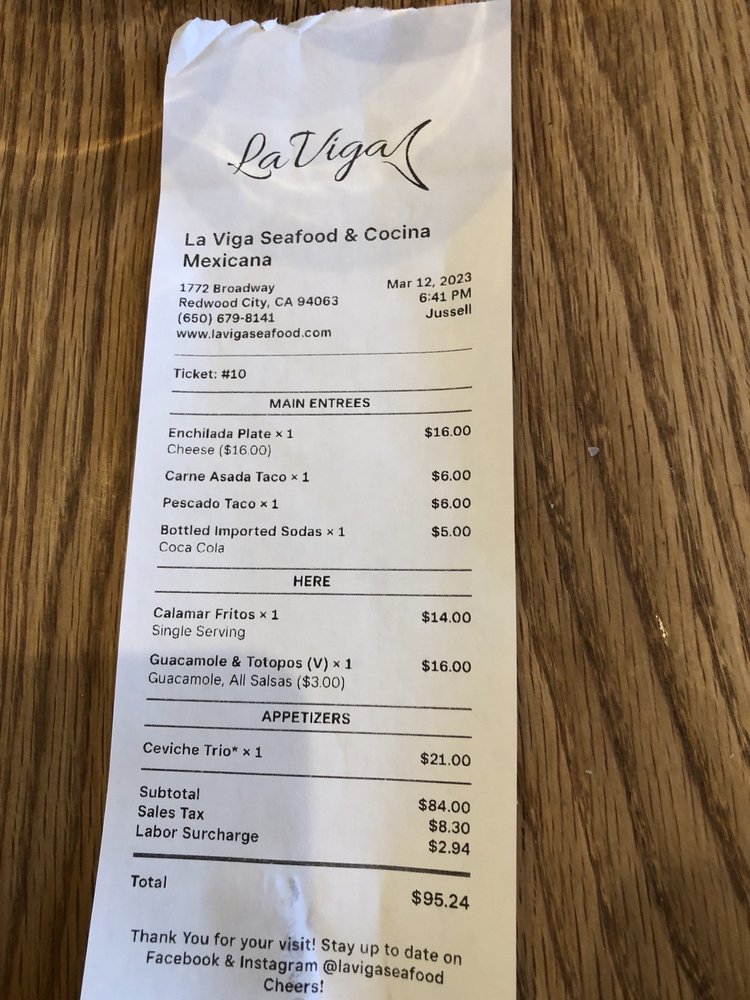 La Viga
La Viga Seafood & Cocina
Mexicana
1772 Broadway
Redwood City, CA 94063
(650) 679-8141
www.lavigaseafood.com
Mar 12, 2023
6:41 PM
Jussell
Ticket: #10
MAIN ENTREES
Enchilada Plate × 1 $16.00
Cheese ($16.00)
Carne Asada Taco × 1 $6.00
Pescado Taco × 1 $6.00
Bottled Imported Sodas × 1 $5.00
Coca Cola
HERE
Calamar Fritos × 1 $14.00
Single Serving
Guacamole & Totopos (V) × 1 $16.00
Guacamole, All Salsas ($3.00)
APPETIZERS
Ceviche Trio* × 1 $21.00
Subtotal $84.00
Sales Tax $8.30
Labor Surcharge $2.94
Total $95.24
Thank You for your visit! Stay up to date on
Facebook & Instagram @lavigaseafood
Cheers!